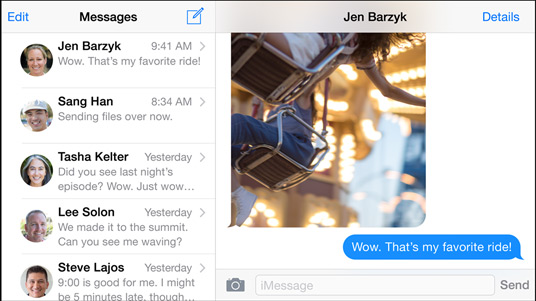 Edit
Messages
Jen Barzyk
Details
Jen Barzyk
9:41 AM
Wow. That's my favorite ride!
Sang Han
8:34 AM
Sending files over now.
Tasha Kelter
Yesterday
Did you see last night's
episode? Wow. Just wow…
Lee Solon
Yesterday
We made it to the summit.
Can you see me waving?
Steve Lajos
Yesterday
9:00 is good for me. I might
be 5 minutes late, though…
Wow. That's my favorite ride!
iMessage
Send